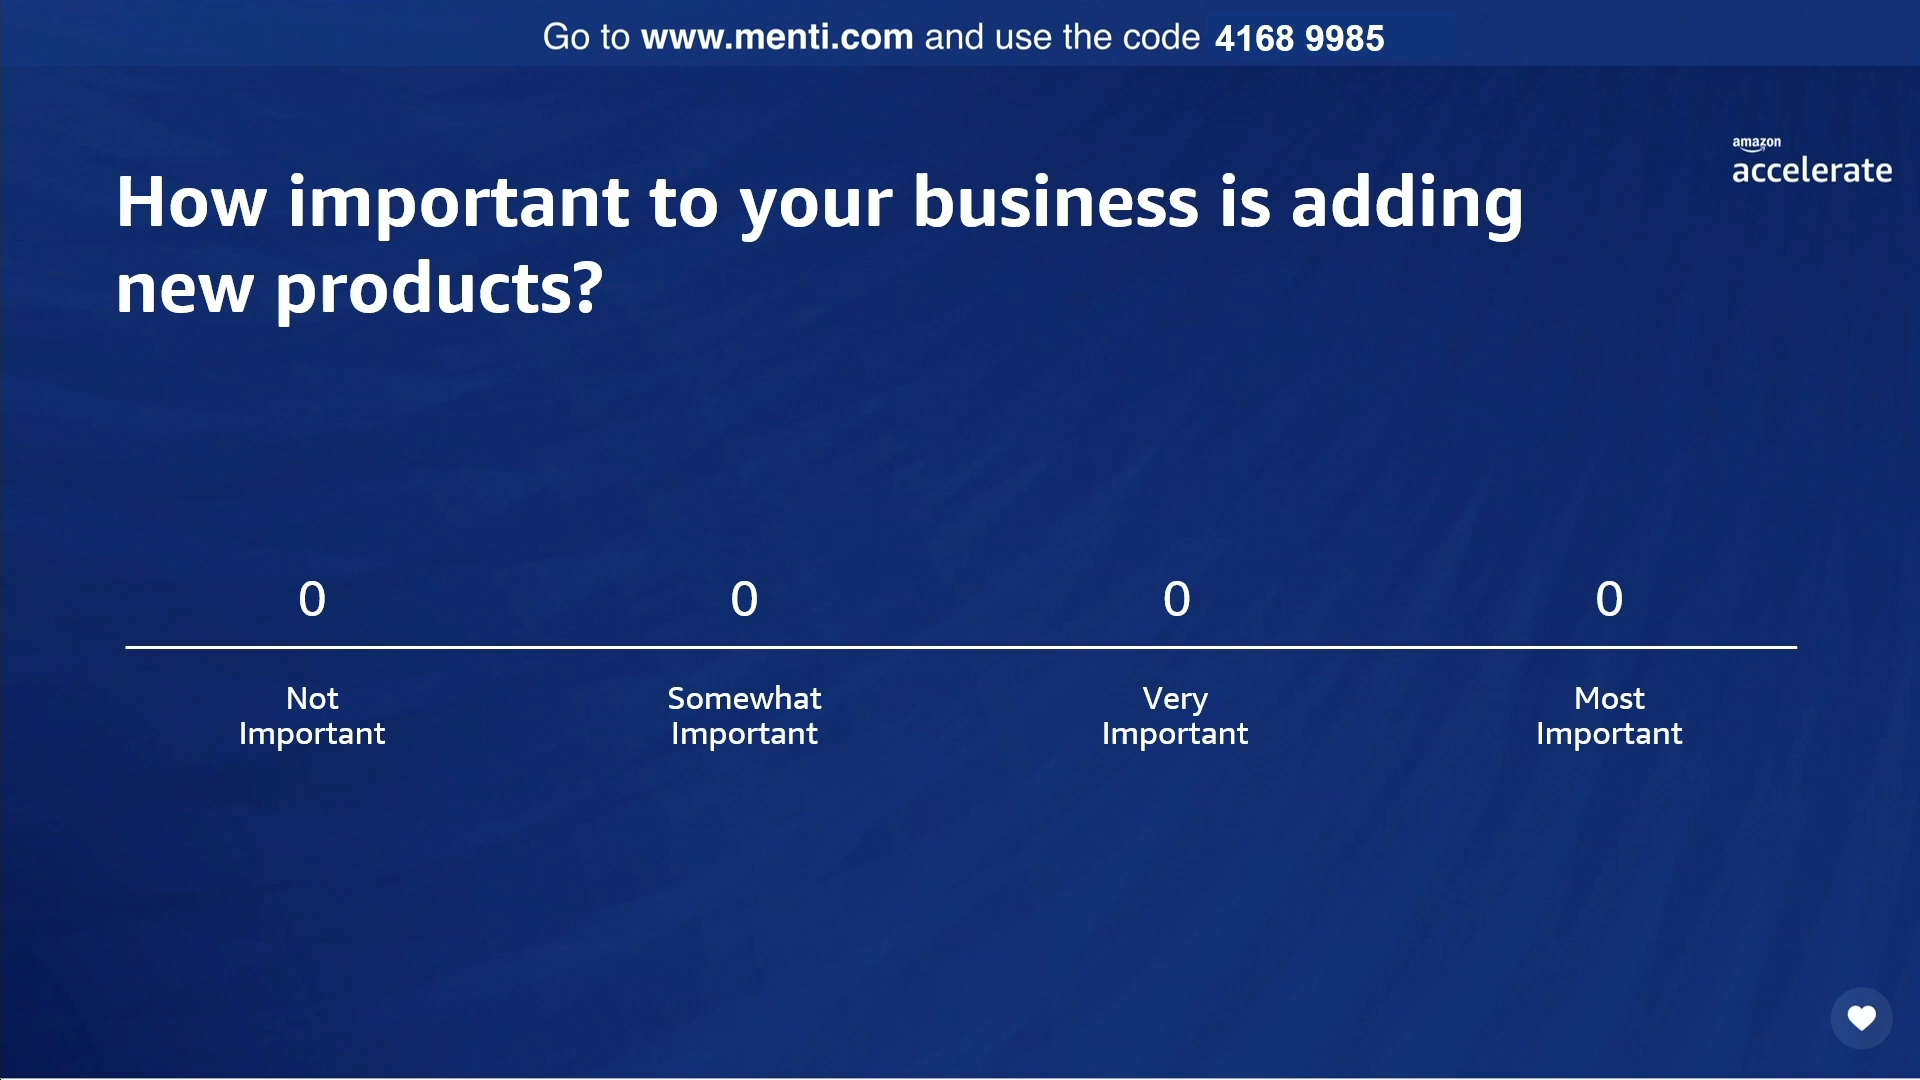 Go to www.menti.com and use the code 4168 9985
amazon
accelerate
How important to your business is adding
new products?
0 0 0 0
Not Somewhat Very Most
Important Important Important Important